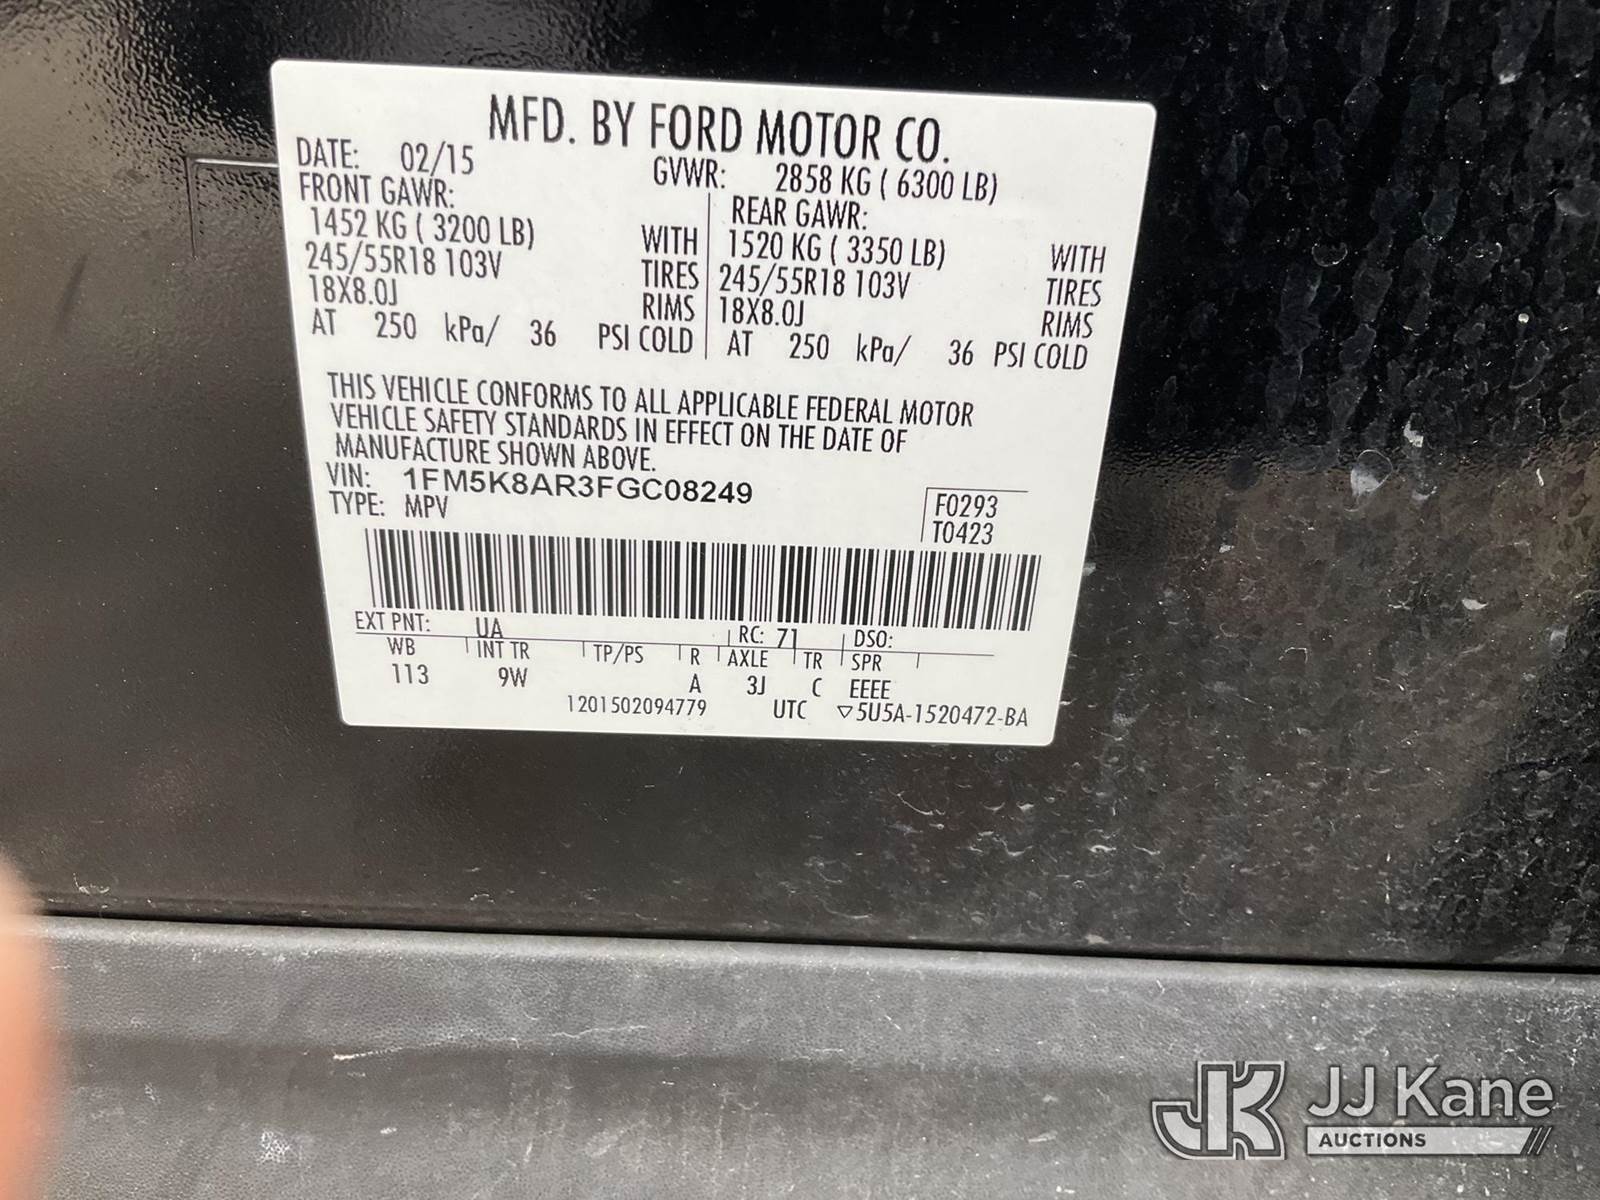 MFD. BY FORD MOTOR CO.
DATE: 02/15 GVWR: 2858 KG ( 6300 LB)
FRONT GAWR: REAR GAWR:
1452 KG ( 3200 LB) WITH 1520 KG ( 3350 LB) WITH
245/55R18 103V TIRES 245/55R18 103V TIRES
18X8.0J RIMS 18X8.0J RIMS
AT 250 kPa/ 36 PSI COLD AT 250 kPa/ 36 PSI COLD
THIS VEHICLE CONFORMS TO ALL APPLICABLE FEDERAL MOTOR
VEHICLE SAFETY STANDARDS IN EFFECT ON THE DATE OF
MANUFACTURE SHOWN ABOVE.
VIN: 1FM5K8AR3FGC08249
TYPE: MPV
F0293
T0423
EXT PNT: UA RC: 71 DSO:
WB INT TR TP/PS R AXLE TR SPR
113 9W A 3J C EEEE
1201502094779 UTC ▽5U5A-1520472-BA
JK JJ Kane
AUCTIONS